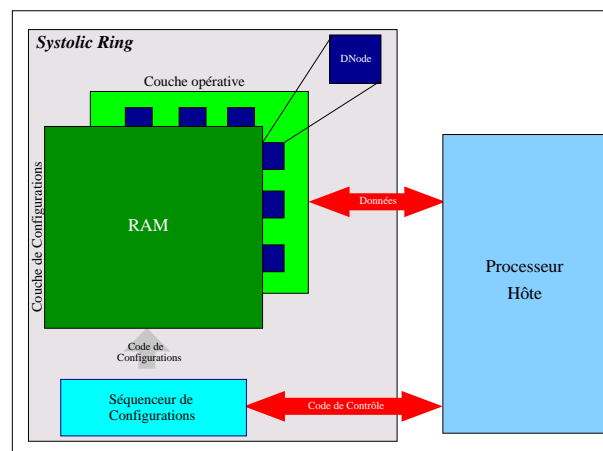 Systolic Ring
DNode
Couche opérative
Couche de Configurations
RAM
Données
Processeur
Hôte
Code de
Configurations
Séquenceur de
Configurations
Code de Contrôle